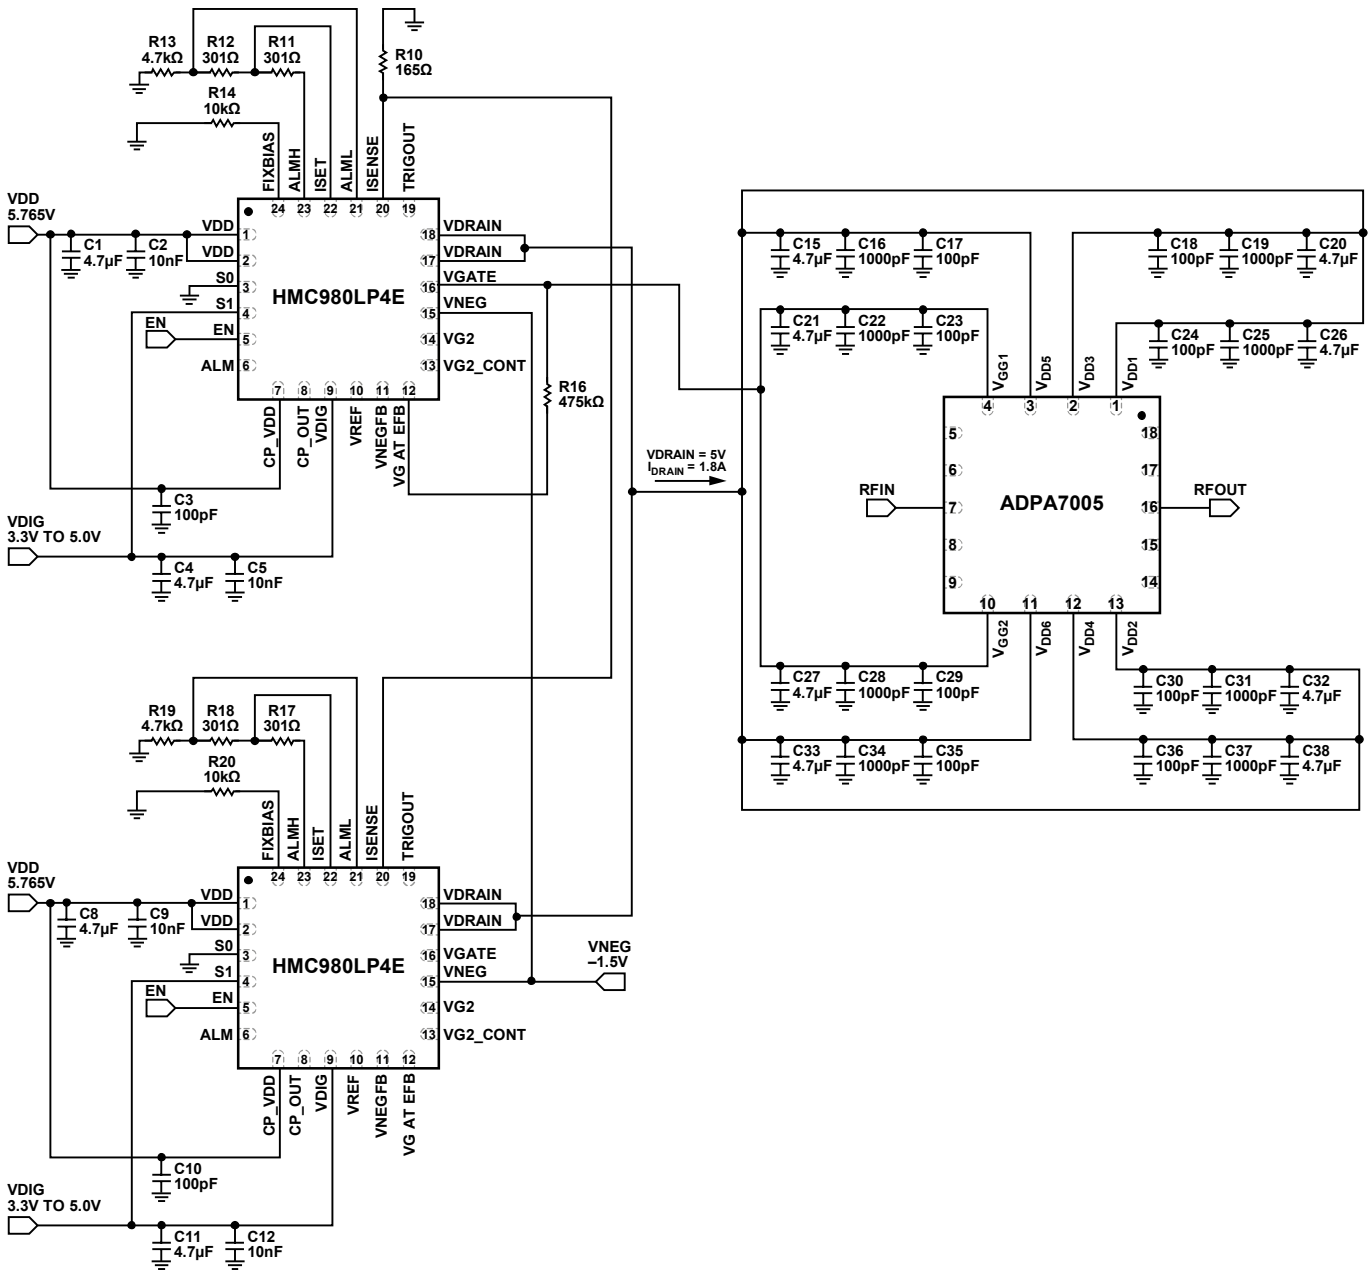 R13
4.7kΩ
R12
301Ω
R11
301Ω
R10
165Ω
R14
10kΩ
FIXBIAS
ALMH
ISET
ALML
ISENSE
TRIGOUT
24
23
22
21
20
19
VDD
5.765V
C1
4.7µF
C2
10nF
VDD
1
VDD
2
S0
3
S1
4
EN
EN
5
ALM
6
HMC980LP4E
18
VDRAIN
17
VDRAIN
16
VGATE
15
VNEG
14
VG2
13
VG2_CONT
7
8
9
10
11
12
CP_VDD
CP_OUT
VDIG
VREF
VNEGFB
VG AT EFB
R16
475kΩ
C3
100pF
VDIG
3.3V TO 5.0V
C4
4.7µF
C5
10nF
VDRAIN = 5V
IDRAIN = 1.8A
C15
4.7µF
C16
1000pF
C17
100pF
C18
100pF
C19
1000pF
C20
4.7µF
C21
4.7µF
C22
1000pF
C23
100pF
C24
100pF
C25
1000pF
C26
4.7µF
VGG1
VDD5
VDD3
VDD1
4
3
2
1
5
6
7
8
9
18
17
16
15
14
RFIN
ADPA7005
RFOUT
10
11
12
13
VGG2
VDD6
VDD4
VDD2
C27
4.7µF
C28
1000pF
C29
100pF
C30
100pF
C31
1000pF
C32
4.7µF
C33
4.7µF
C34
1000pF
C35
100pF
C36
100pF
C37
1000pF
C38
4.7µF
R19
4.7kΩ
R18
301Ω
R17
301Ω
R20
10kΩ
FIXBIAS
ALMH
ISET
ALML
ISENSE
TRIGOUT
24
23
22
21
20
19
VDD
5.765V
C8
4.7µF
C9
10nF
VDD
1
VDD
2
S0
3
S1
4
EN
EN
5
ALM
6
HMC980LP4E
18
VDRAIN
17
VDRAIN
16
VGATE
15
VNEG
14
VG2
13
VG2_CONT
VNEG
–1.5V
7
8
9
10
11
12
CP_VDD
CP_OUT
VDIG
VREF
VNEGFB
VG AT EFB
C10
100pF
VDIG
3.3V TO 5.0V
C11
4.7µF
C12
10nF